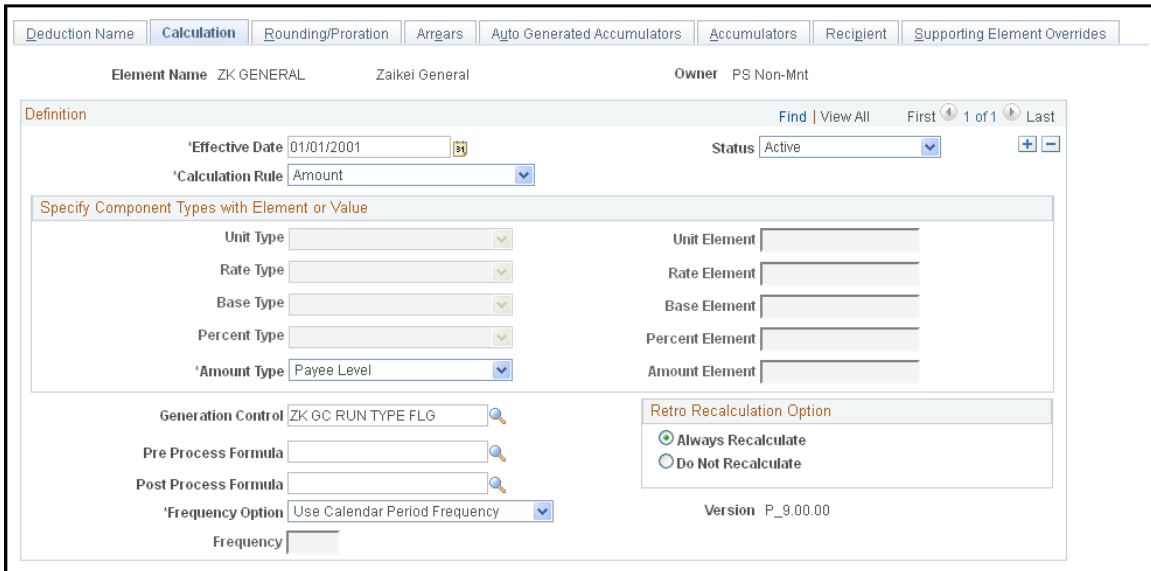 Deduction Name Calculation Rounding/Proration Arrears Auto Generated Accumulators Accumulators Recipient Supporting Element Overrides
Element Name ZK GENERAL Zaikei General Owner PS Non-Mnt
Definition Find | View All First 1 of 1 Last
*Effective Date 01/01/2001 31 Status Active
*Calculation Rule Amount
Specify Component Types with Element or Value
Unit Type Unit Element
Rate Type Rate Element
Base Type Base Element
Percent Type Percent Element
*Amount Type Payee Level Amount Element
Generation Control ZK GC RUN TYPE FLG Retro Recalculation Option
Always Recalculate
Pre Process Formula Do Not Recalculate
Post Process Formula
*Frequency Option Use Calendar Period Frequency Version P_9.00.00
Frequency